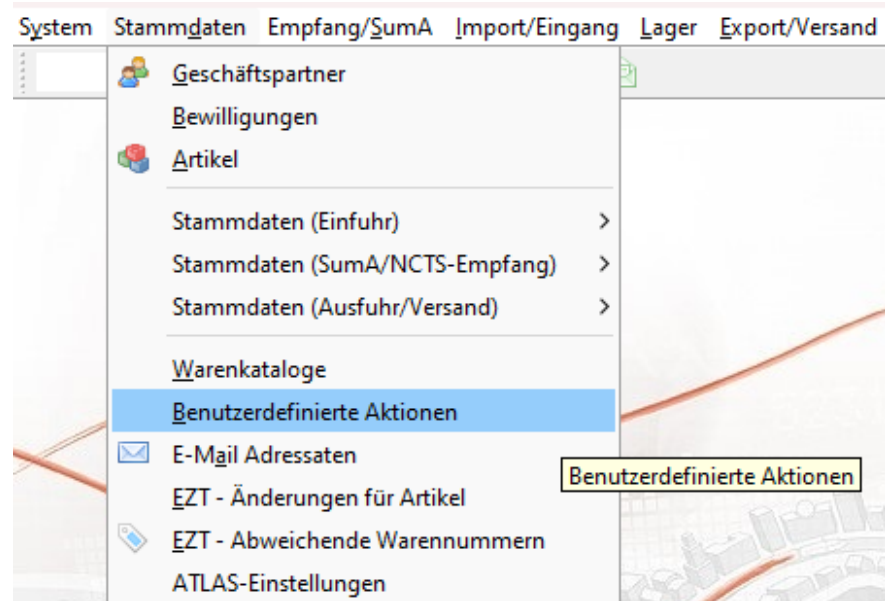 System Stammdaten Empfang/SumA Import/Eingang Lager Export/Versand
Geschäftspartner
Bewilligungen
Artikel
Stammdaten (Einfuhr)
Stammdaten (SumA/NCTS-Empfang)
Stammdaten (Ausfuhr/Versand)
Warenkataloge
Benutzerdefinierte Aktionen
E-Mail Adressaten
Benutzerdefinierte Aktionen
EZT - Änderungen für Artikel
EZT - Abweichende Warennummern
ATLAS-Einstellungen